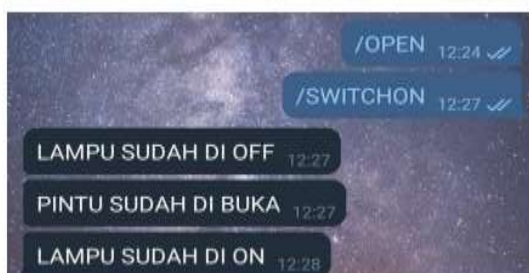 /OPEN 12:24
/SWITCHON 12:27
LAMPU SUDAH DI OFF 12:27
PINTU SUDAH DI BUKA 12:27
LAMPU SUDAH DI ON 12:28